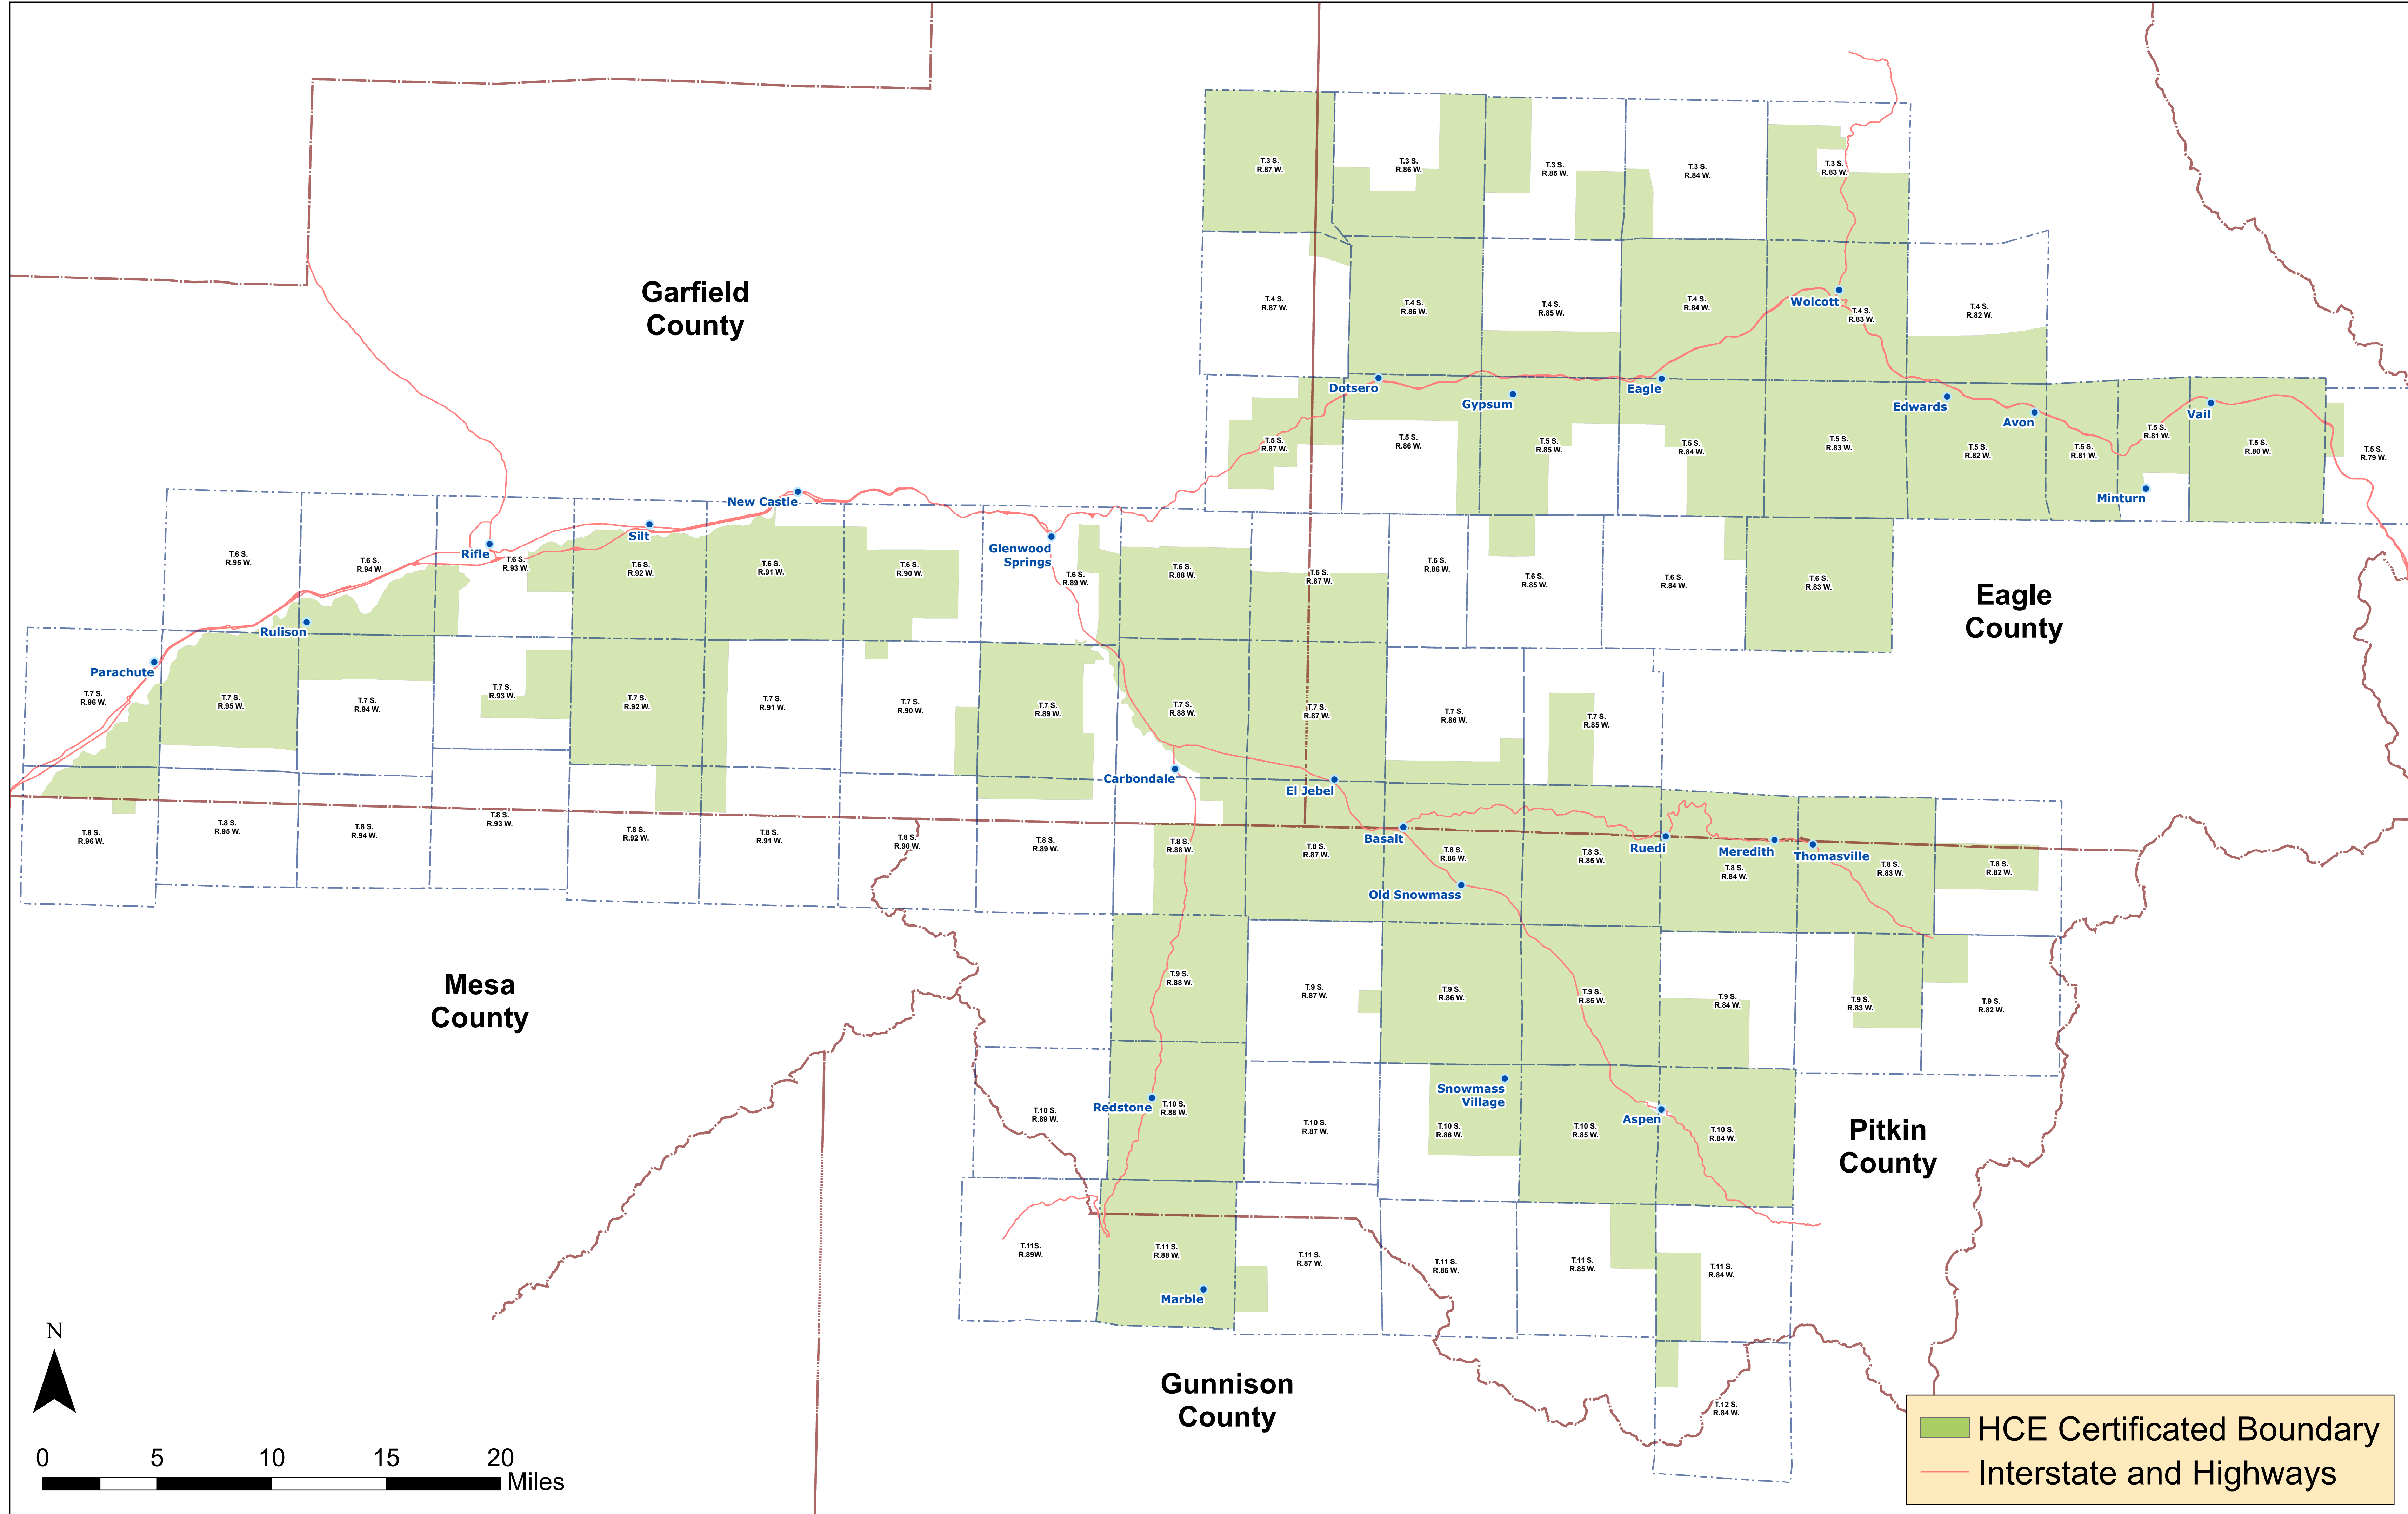 T.3 S.
R.87 W.
T.3 S.
R.86 W.
T.3 S.
R.85 W.
T.3 S.
R.84 W.
T.3 S.
R.83 W.
Garfield
County
T.4 S.
R.87 W.
T.4 S.
R.86 W.
T.4 S.
R.85 W.
T.4 S.
R.84 W.
Wolcott
T.4 S.
R.83 W.
T.4 S.
R.82 W.
Dotsero
Gypsum
Eagle
Edwards
Avon
Vail
T.5 S.
R.87 W.
T.5 S.
R.86 W.
T.5 S.
R.85 W.
T.5 S.
R.84 W.
T.5 S.
R.83 W.
T.5 S.
R.82 W.
T.5 S.
R.81 W.
T.5 S.
R.81 W.
T.5 S.
R.80 W.
T.5 S.
R.79 W.
Minturn
New Castle
Silt
Rifle
Glenwood
Springs
T.6 S.
R.95 W.
T.6 S.
R.94 W.
T.6 S.
R.93 W.
T.6 S.
R.92 W.
T.6 S.
R.91 W.
T.6 S.
R.90 W.
T.6 S.
R.89 W.
T.6 S.
R.88 W.
T.6 S.
R.87 W.
T.6 S.
R.86 W.
T.6 S.
R.85 W.
T.6 S.
R.84 W.
T.6 S.
R.83 W.
Eagle
County
Rulison
Parachute
T.7 S.
R.96 W.
T.7 S.
R.95 W.
T.7 S.
R.94 W.
T.7 S.
R.93 W.
T.7 S.
R.92 W.
T.7 S.
R.91 W.
T.7 S.
R.90 W.
T.7 S.
R.89 W.
T.7 S.
R.88 W.
T.7 S.
R.87 W.
T.7 S.
R.86 W.
T.7 S.
R.85 W.
Carbondale
El Jebel
Basalt
Ruedi
Meredith
Thomasville
T.8 S.
R.96 W.
T.8 S.
R.95 W.
T.8 S.
R.94 W.
T.8 S.
R.93 W.
T.8 S.
R.92 W.
T.8 S.
R.91 W.
T.8 S.
R.90 W.
T.8 S.
R.89 W.
T.8 S.
R.88 W.
T.8 S.
R.87 W.
T.8 S.
R.86 W.
T.8 S.
R.85 W.
T.8 S.
R.84 W.
T.8 S.
R.83 W.
T.8 S.
R.82 W.
Old Snowmass
Mesa
County
T.9 S.
R.88 W.
T.9 S.
R.87 W.
T.9 S.
R.86 W.
T.9 S.
R.85 W.
T.9 S.
R.84 W.
T.9 S.
R.83 W.
T.9 S.
R.82 W.
Redstone
Snowmass
Village
Aspen
T.10 S.
R.89 W.
T.10 S.
R.88 W.
T.10 S.
R.87 W.
T.10 S.
R.86 W.
T.10 S.
R.85 W.
T.10 S.
R.84 W.
Pitkin
County
T.11S.
R.89W.
T.11 S.
R.88 W.
T.11 S.
R.87 W.
T.11 S.
R.86 W.
T.11 S.
R.85 W.
T.11 S.
R.84 W.
Marble
Gunnison
County
T.12 S.
R.84 W.
N
0 5 10 15 20
Miles
HCE Certificated Boundary
Interstate and Highways